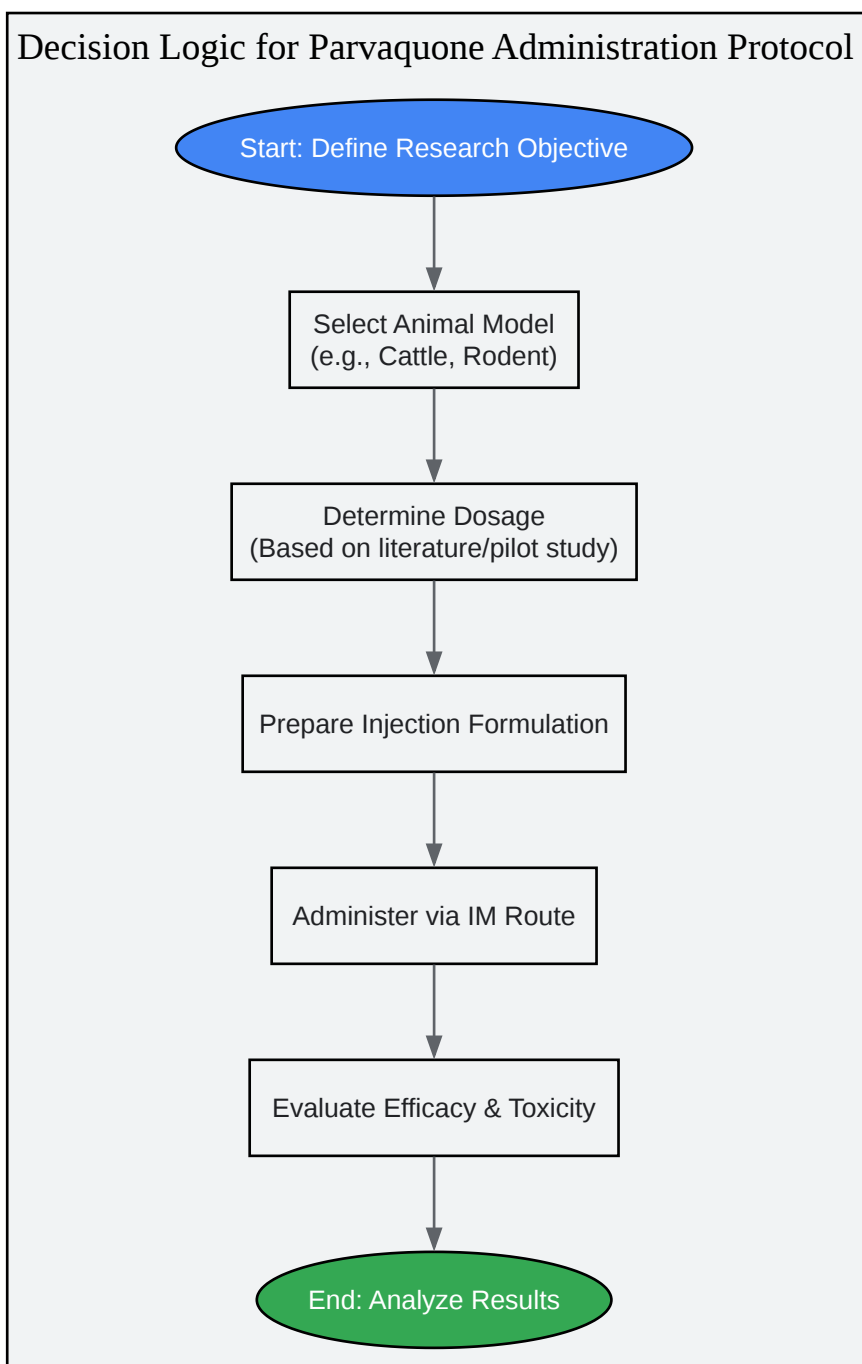 Decision Logic for Parvaquone Administration Protocol
Start: Define Research Objective
Select Animal Model
(e.g., Cattle, Rodent)
Determine Dosage
(Based on literature/pilot study)
Prepare Injection Formulation
Administer via IM Route
Evaluate Efficacy & Toxicity
End: Analyze Results